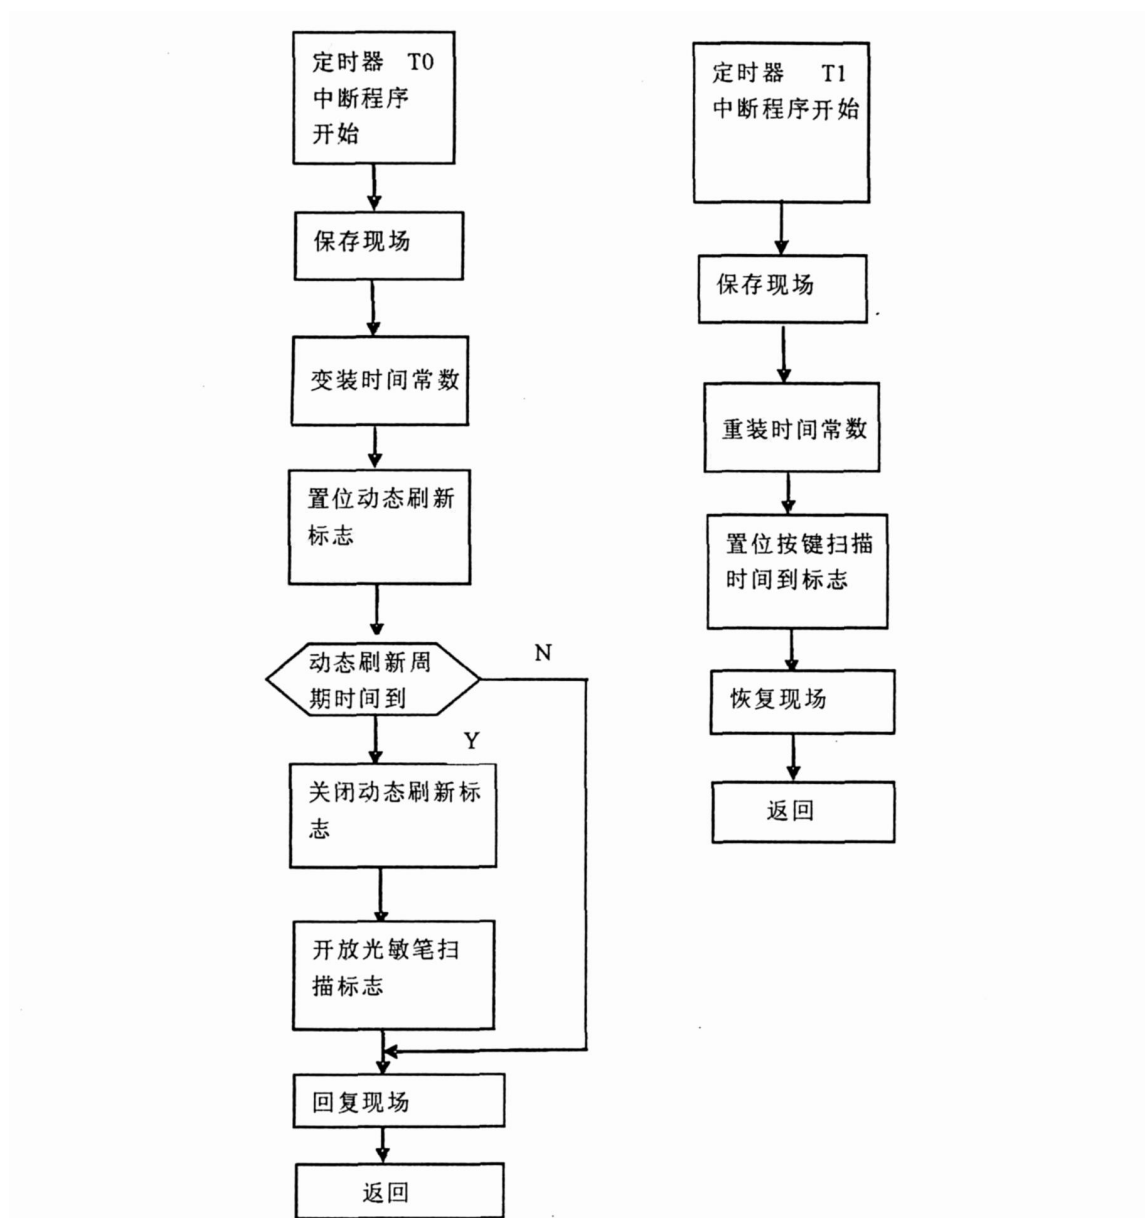 定时器 T0
中断程序
开始
保存现场
变装时间常数
置位动态刷新
标志
动态刷新周
期时间到
N
Y
关闭动态刷新标
志
开放光敏笔扫
描标志
回复现场
返回
定时器 T1
中断程序开始
保存现场
重装时间常数
置位按键扫描
时间到标志
恢复现场
返回